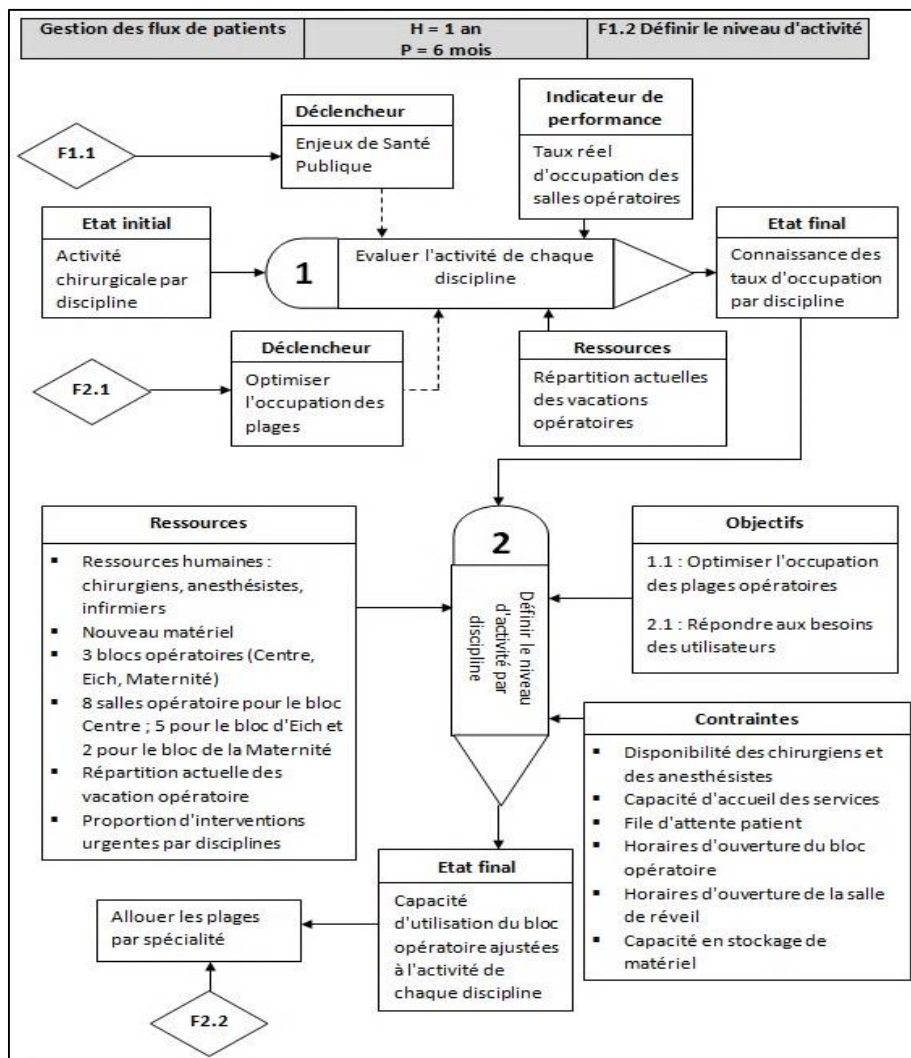 Gestion des flux de patients
H = 1 an
P = 6 mois
F1.2 Définir le niveau d'activité
F1.1
Déclencheur
Enjeux de Santé
Publique
Indicateur de
performance
Taux réel
d'occupation des
salles opératoires
Etat initial
Activité
chirurgicale par
discipline
1
Evaluer l'activité de chaque
discipline
Etat final
Connaissance des
taux d'occupation
par discipline
F2.1
Déclencheur
Optimiser
l'occupation des
plages
Ressources
Répartition actuelles
des vacations
opératoires
Ressources
▪ Ressources humaines :
chirurgiens, anesthésistes,
infirmiers
▪ Nouveau matériel
▪ 3 blocs opératoires (Centre,
Eich, Maternité)
▪ 8 salles opératoire pour le bloc
Centre ; 5 pour le bloc d'Eich et
2 pour le bloc de la Maternité
▪ Répartition actuelle des
vacation opératoire
▪ Proportion d'interventions
urgentes par disciplines
2
Définir le niveau
d'activité par
discipline
Objectifs
1.1 : Optimiser l'occupation
des plages opératoires
2.1 : Répondre aux besoins
des utilisateurs
Contraintes
▪ Disponibilité des chirurgiens et
des anesthésistes
▪ Capacité d'accueil des services
▪ File d'attente patient
▪ Horaires d'ouverture du bloc
opératoire
▪ Horaires d'ouverture de la salle
de réveil
▪ Capacité en stockage de
matériel
Etat final
Capacité
d'utilisation du bloc
opératoire ajustées
à l'activité de
chaque discipline
Allouer les plages
par spécialité
F2.2